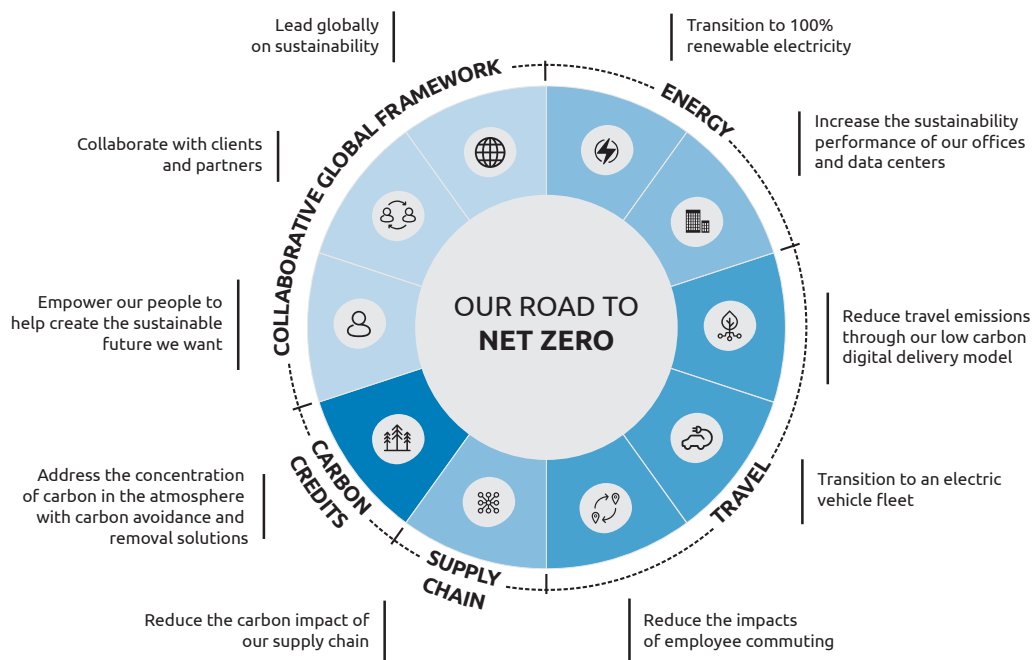 Lead globally
on sustainability
Transition to 100%
renewable electricity
COLLABORATIVE GLOBAL FRAMEWORK
ENERGY
Collaborate with clients
and partners
Increase the sustainability
performance of our offices
and data centers
OUR ROAD TO
NET ZERO
Empower our people to
help create the sustainable
future we want
Reduce travel emissions
through our low carbon
digital delivery model
CARBON
CREDITS
Address the concentration
of carbon in the atmosphere
with carbon avoidance and
removal solutions
TRAVEL
Transition to an electric
vehicle fleet
SUPPLY
CHAIN
Reduce the carbon impact of
our supply chain
Reduce the impacts
of employee commuting